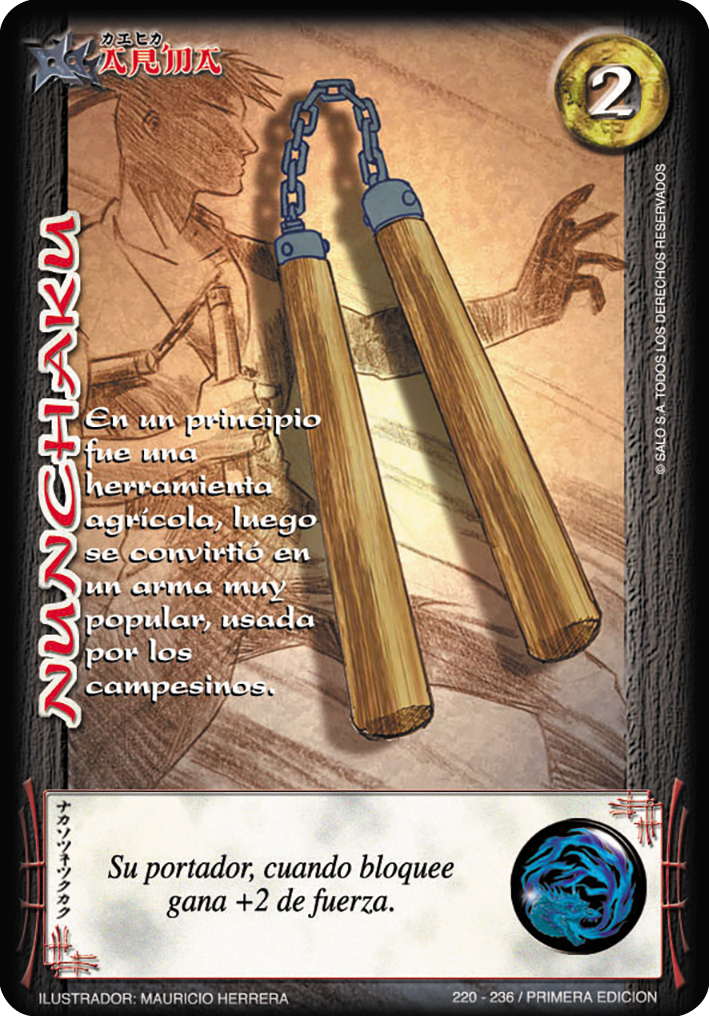 カエヒカ
ARMA
2
NUNCHAKU
En un principio
fue una
herramienta
agrícola, luego
se convirtió en
un arma muy
popular, usada
por los
campesinos.
© SALO S.A. TODOS LOS DERECHOS RESERVADOS
ナカソツネツクカク
Su portador, cuando bloquee
gana +2 de fuerza.
ILUSTRADOR: MAURICIO HERRERA
220 - 236 / PRIMERA EDICION